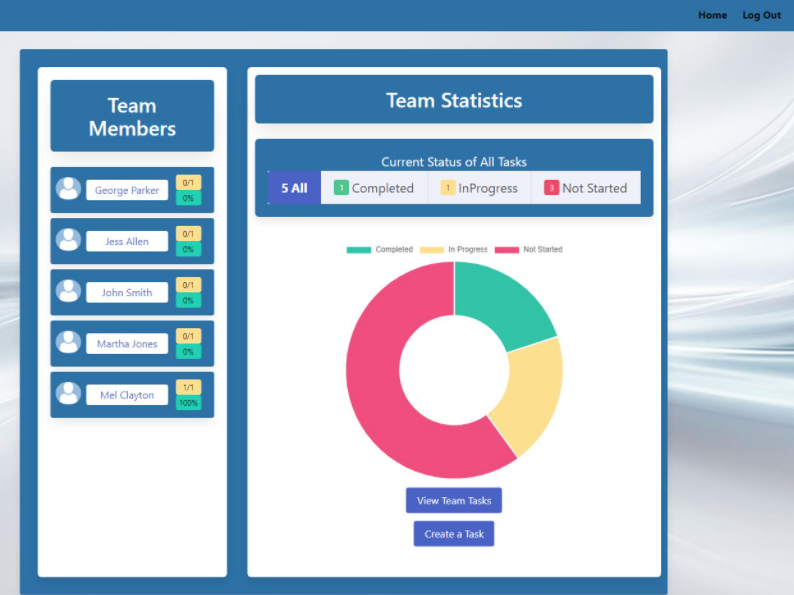 Home Log Out
Team
Members
George Parker
0/1
0%
Jess Allen
0/1
0%
John Smith
0/1
0%
Martha Jones
0/1
0%
Mel Clayton
1/1
100%
Team Statistics
Current Status of All Tasks
5 All 1 Completed 1 InProgress 3 Not Started
Completed In Progress Not Started
View Team Tasks
Create a Task